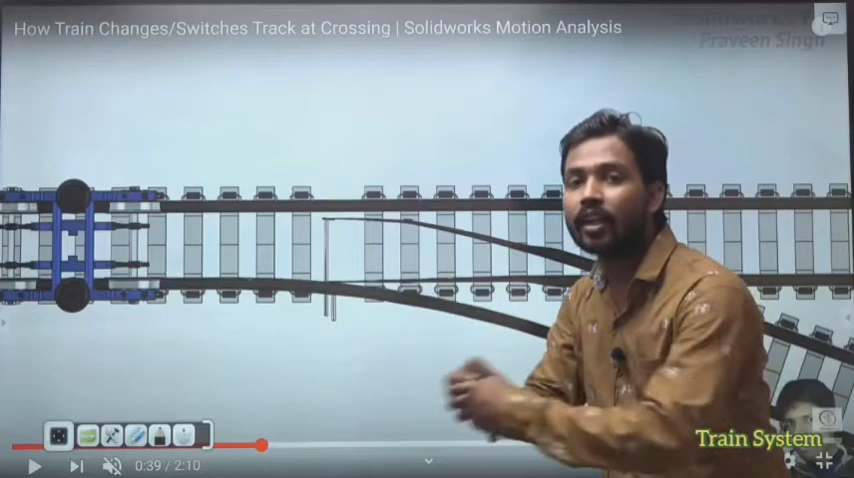 How Train Changes/Switches Track at Crossing | Solidworks Motion Analysis
Praveen Singh
Train System
0:39 / 2:10